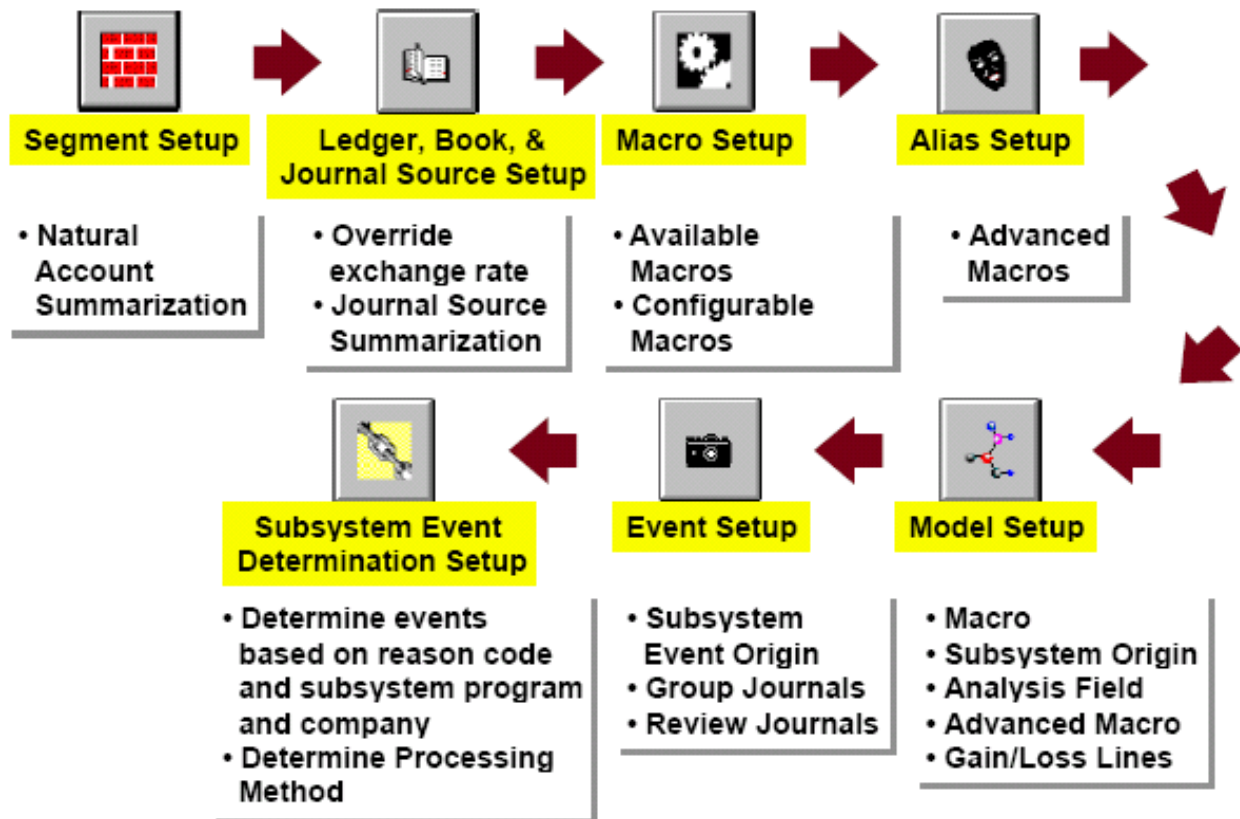 Segment Setup
• Natural
Account
Summarization
Ledger, Book, &
Journal Source Setup
• Override
exchange rate
• Journal Source
Summarization
Macro Setup
• Available
Macros
• Configurable
Macros
Alias Setup
• Advanced
Macros
Model Setup
• Macro
• Subsystem Origin
• Analysis Field
• Advanced Macro
• Gain/Loss Lines
Event Setup
• Subsystem
Event Origin
• Group Journals
• Review Journals
Subsystem Event
Determination Setup
• Determine events
based on reason code
and subsystem program
and company
• Determine Processing
Method